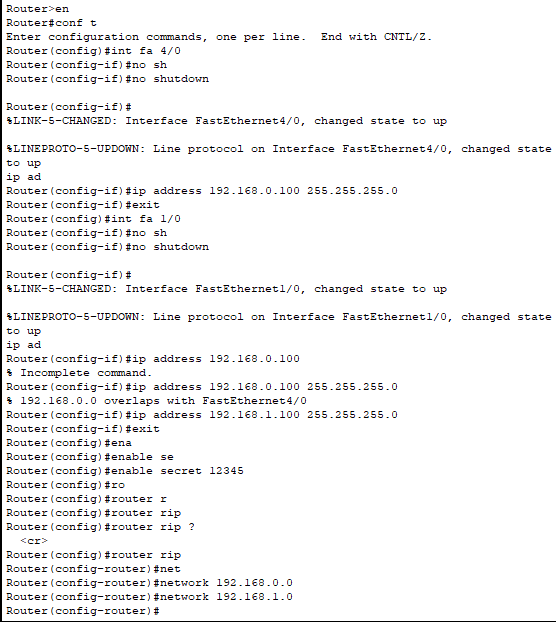 Router>en
Router#conf t
Enter configuration commands, one per line.  End with CNTL/Z.
Router(config)#int fa 4/0
Router(config-if)#no sh
Router(config-if)#no shutdown
Router(config-if)#
%LINK-5-CHANGED: Interface FastEthernet4/0, changed state to up
%LINEPROTO-5-UPDOWN: Line protocol on Interface FastEthernet4/0, changed state
to up
ip ad
Router(config-if)#ip address 192.168.0.100 255.255.255.0
Router(config-if)#exit
Router(config)#int fa 1/0
Router(config-if)#no sh
Router(config-if)#no shutdown
Router(config-if)#
%LINK-5-CHANGED: Interface FastEthernet1/0, changed state to up
%LINEPROTO-5-UPDOWN: Line protocol on Interface FastEthernet1/0, changed state
to up
ip ad
Router(config-if)#ip address 192.168.0.100
% Incomplete command.
Router(config-if)#ip address 192.168.0.100 255.255.255.0
% 192.168.0.0 overlaps with FastEthernet4/0
Router(config-if)#ip address 192.168.1.100 255.255.255.0
Router(config-if)#exit
Router(config)#ena
Router(config)#enable se
Router(config)#enable secret 12345
Router(config)#ro
Router(config)#router r
Router(config)#router rip
Router(config)#router rip ?
<cr>
Router(config)#router rip
Router(config-router)#net
Router(config-router)#network 192.168.0.0
Router(config-router)#network 192.168.1.0
Router(config-router)#